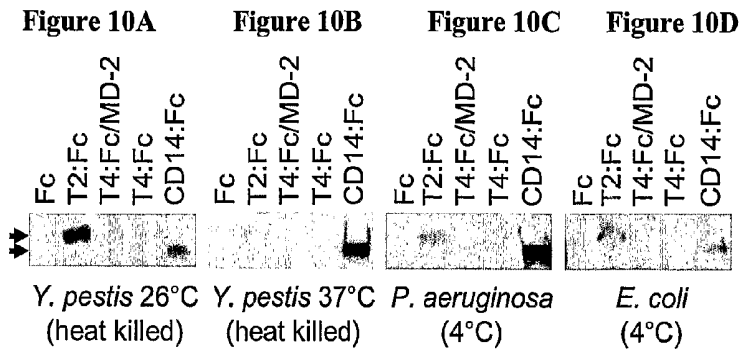 Figure 10A Figure 10B Figure 10C Figure 10D
Fc T2:Fc T4:Fc/MD-2 T4:Fc CD14:Fc
Fc T2:Fc T4:Fc/MD-2 T4:Fc CD14:Fc
Fc T2:Fc T4:Fc/MD-2 T4:Fc CD14:Fc
Fc T2:Fc T4:Fc/MD-2 T4:Fc CD14:Fc
Y. pestis 26°C Y. pestis 37°C P. aeruginosa E. coli
(heat killed) (heat killed) (4°C) (4°C)